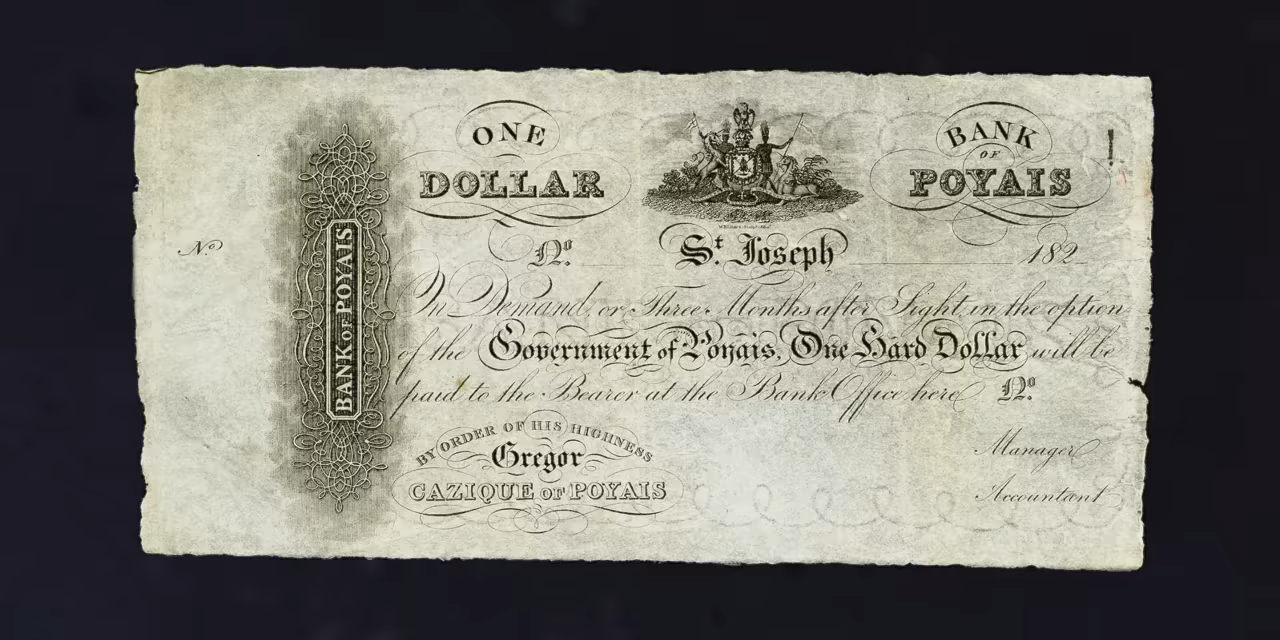 ONE
DOLLAR
BANK
OF
POYAIS
BANK OF POYAIS
Nº
Nº.
St. Joseph
182
On Demand, or Three Months after Sight in the option
of the Government of Poyais, One Hard Dollar will be
paid to the Bearer at the Bank Office here Nº.
Manager
Accountant
BY ORDER OF HIS HIGHNESS
Gregor
CAZIQUE OF POYAIS